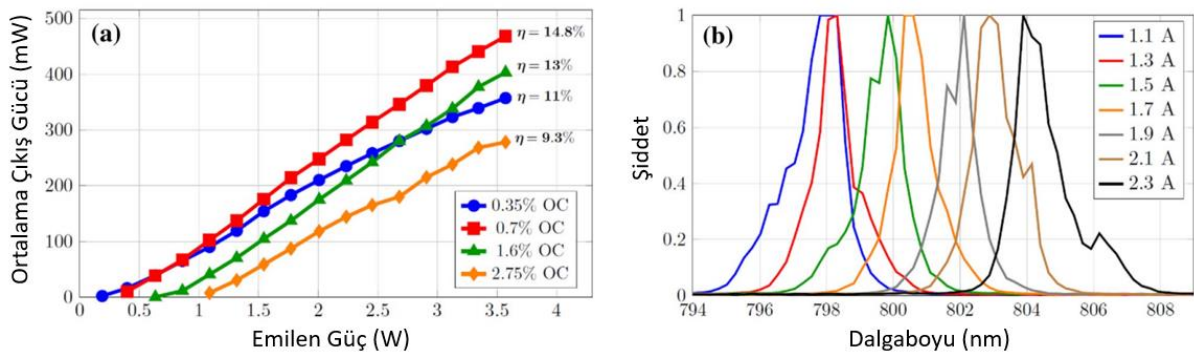 (a)
Ortalama Çıkış Gücü (mW)
500
400
300
200
100
0
η = 14.8%
η = 13%
η = 11%
η = 9.3%
0.35% OC
0.7% OC
1.6% OC
2.75% OC
0 0.5 1 1.5 2 2.5 3 3.5 4
Emilen Güç (W)
(b)
Şiddet
1
0.8
0.6
0.4
0.2
0
1.1 A
1.3 A
1.5 A
1.7 A
1.9 A
2.1 A
2.3 A
794 796 798 800 802 804 806 808
Dalgaboyu (nm)